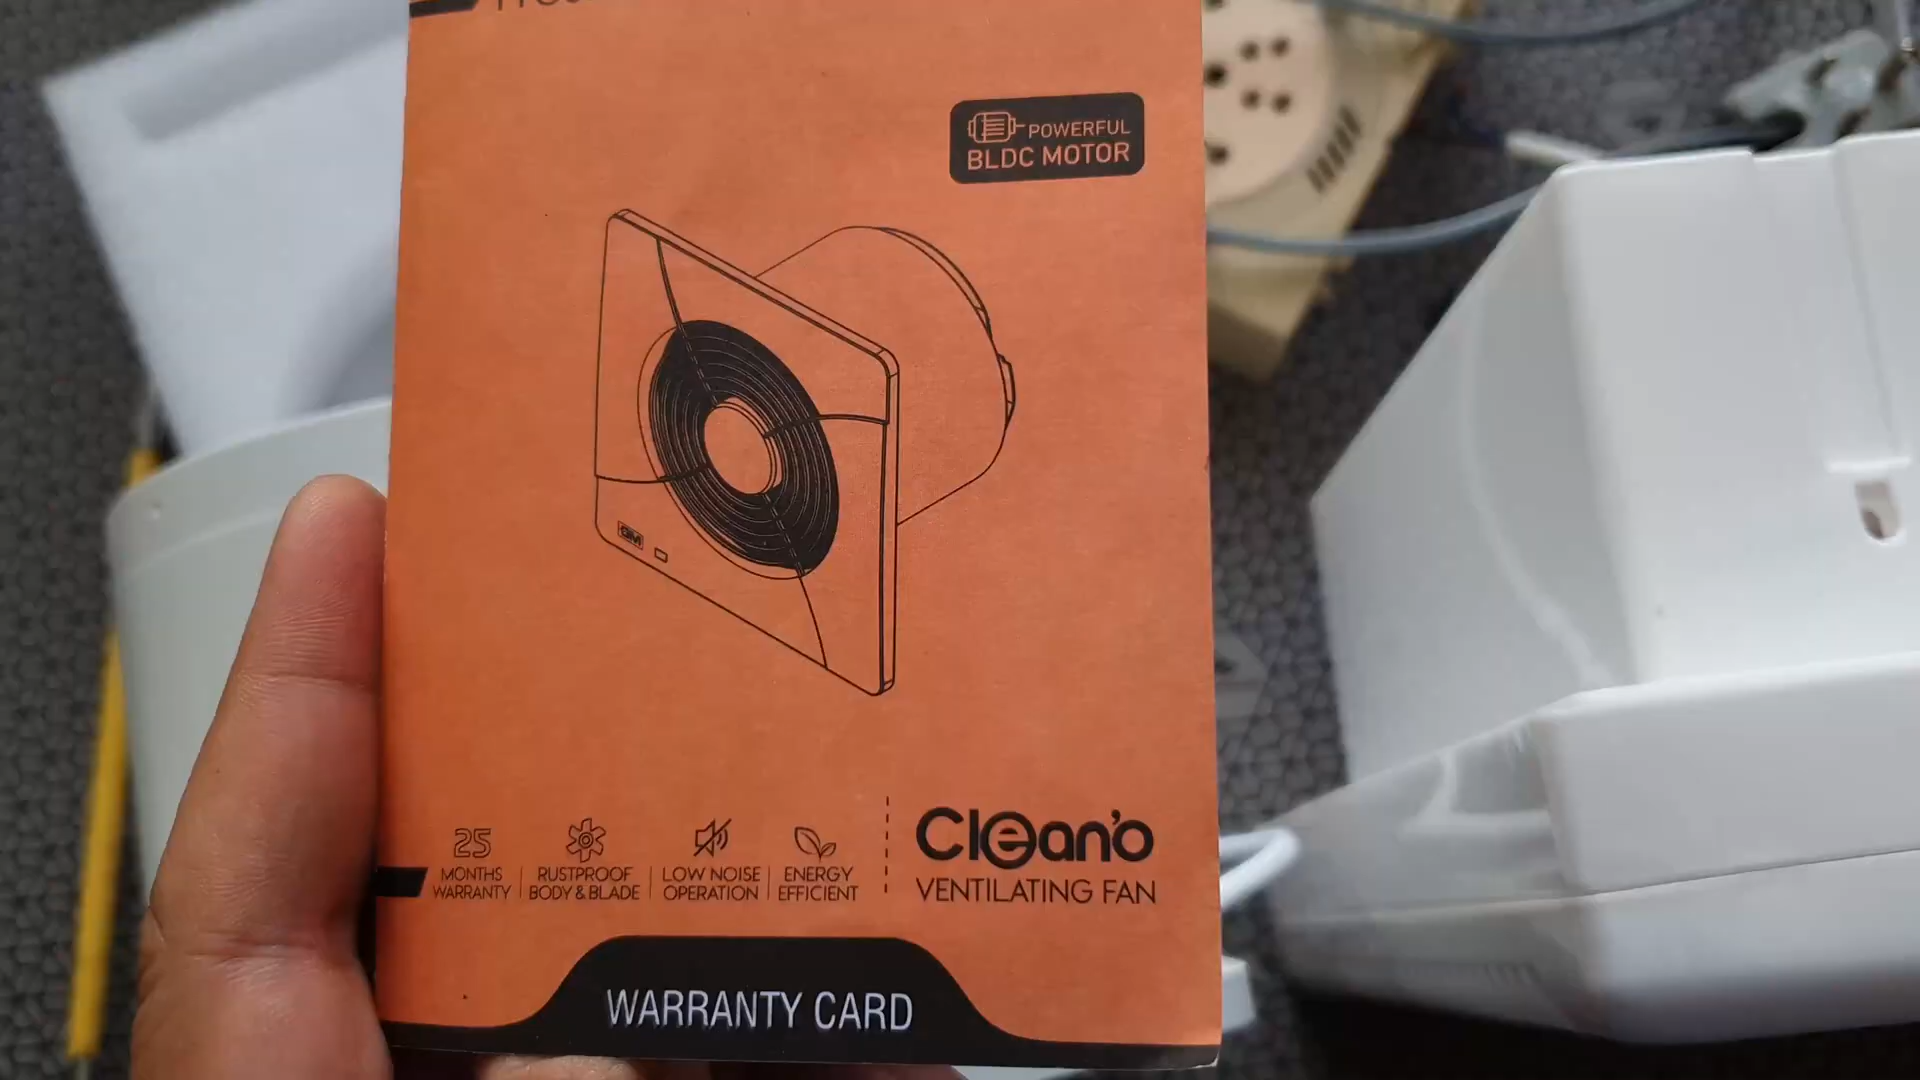 POWERFUL
BLDC MOTOR
GM
25
MONTHS
WARRANTY
RUSTPROOF
BODY & BLADE
LOW NOISE
OPERATION
ENERGY
EFFICIENT
Clean'o
VENTILATING FAN
WARRANTY CARD